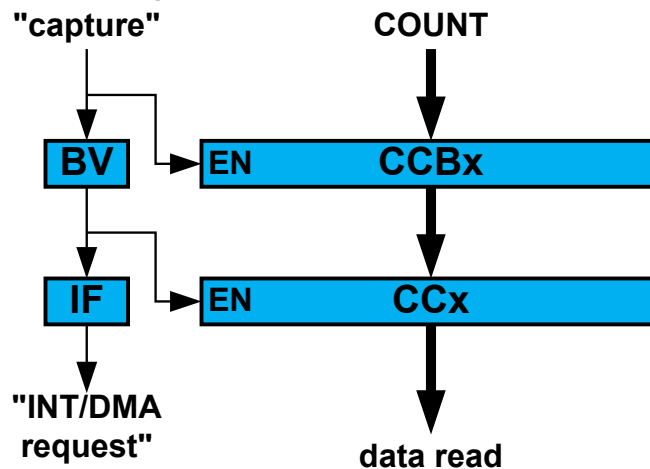 "capture"
COUNT
BV
EN
CCBx
IF
EN
CCx
"INT/DMA
request"
data read